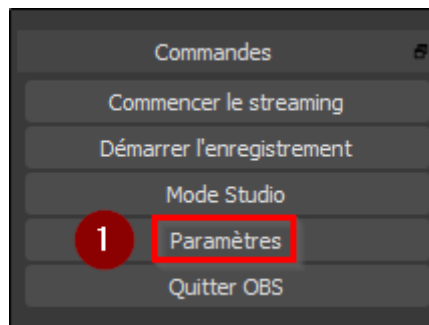 Commandes
Commencer le streaming
Démarrer l'enregistrement
Mode Studio
1 Paramètres
Quitter OBS